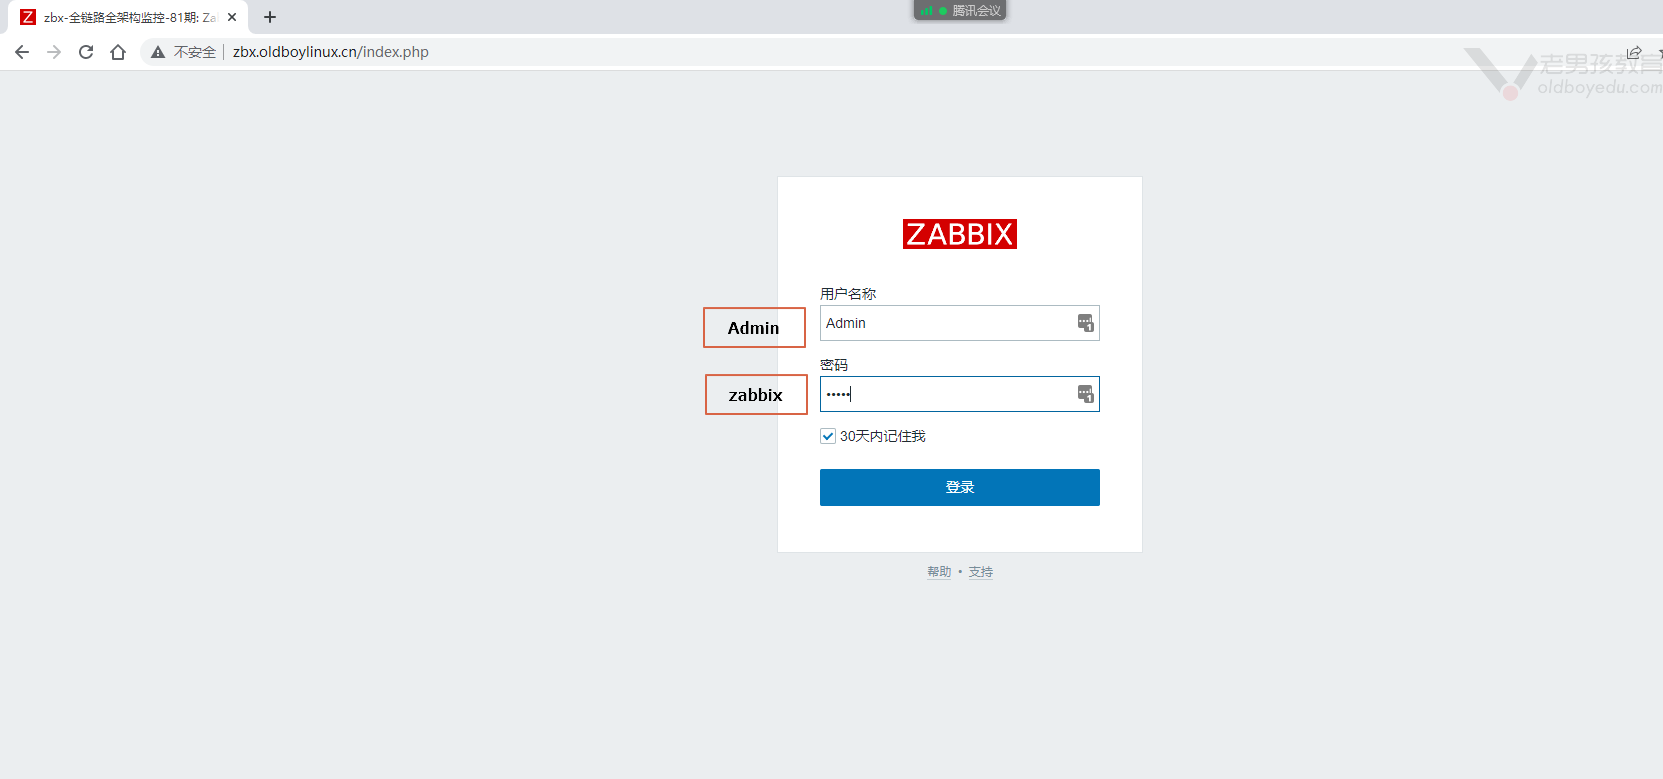 zbx-全链路全架构监控-81期: Za
腾讯会议
不安全 zbx.oldboylinux.cn/index.php
老男孩教育
oldboyedu.com
ZABBIX
用户名称
Admin
Admin
密码
zabbix
•••••
30天内记住我
登录
帮助 • 支持